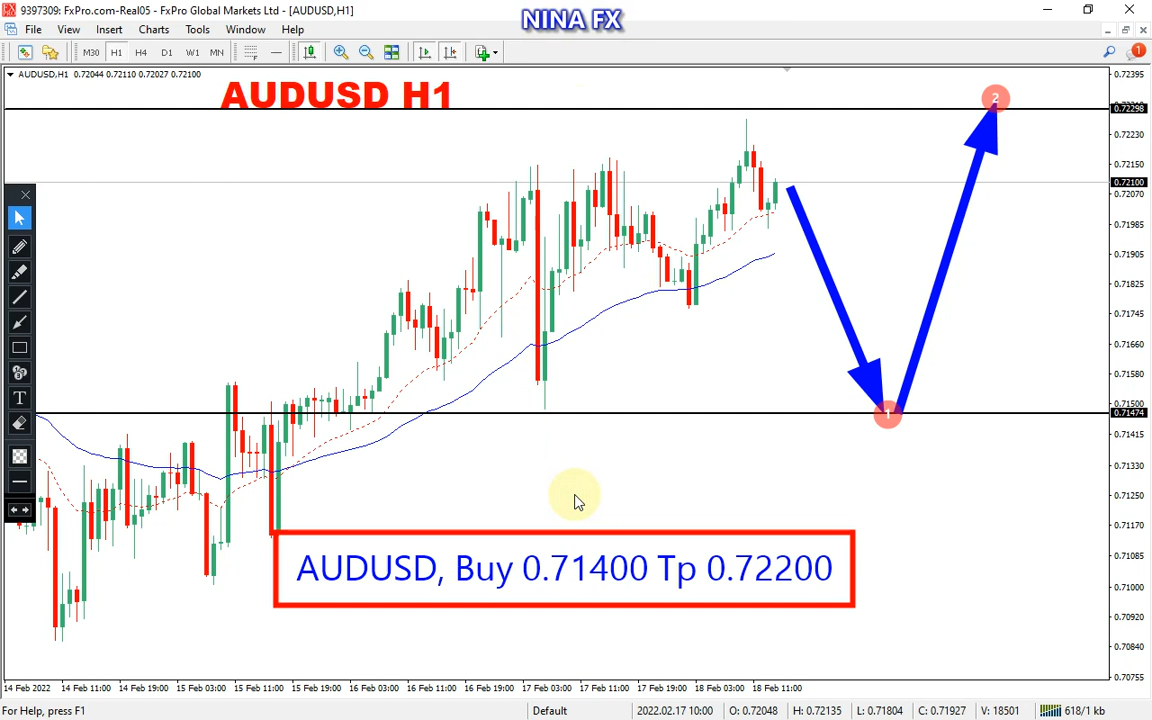 9397309: FxPro.com-Real05 - FxPro Global Markets Ltd - [AUDUSD,H1]
NINA FX
File View Insert Charts Tools Window Help
M30 H1 H4 D1 W1 MN
1
AUDUSD,H1 0.72044 0.72110 0.72027 0.72100
AUDUSD H1
0.72395
2
0.72298
0.72230
0.72150
0.72100
0.72070
0.71985
0.71905
0.71825
0.71745
0.71660
0.71580
0.71500
1
0.71474
0.71415
0.71330
0.71250
0.71170
0.71085
0.71000
0.70920
0.70840
0.70755
T
AUDUSD, Buy 0.71400 Tp 0.72200
14 Feb 2022 14 Feb 11:00 14 Feb 19:00 15 Feb 03:00 15 Feb 11:00 15 Feb 19:00 16 Feb 03:00 16 Feb 11:00 16 Feb 19:00 17 Feb 03:00 17 Feb 11:00 17 Feb 19:00 18 Feb 03:00 18 Feb 11:00
For Help, press F1 Default 2022.02.17 10:00 O: 0.72048 H: 0.72135 L: 0.71804 C: 0.71927 V: 18501 618/1 kb